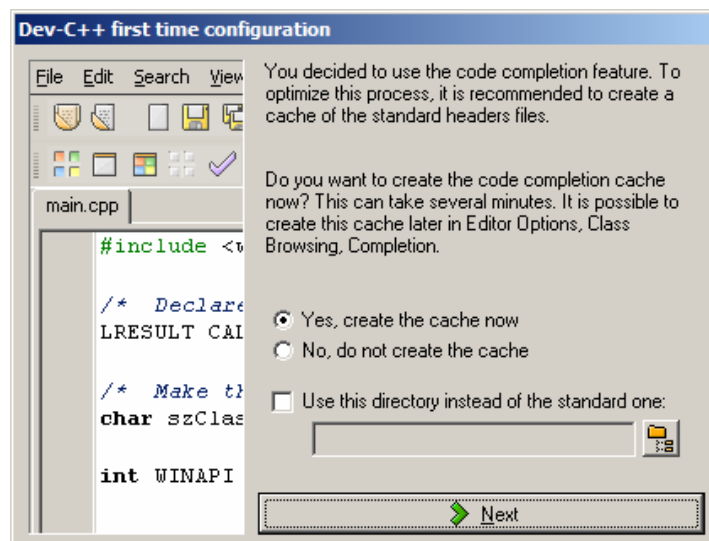 Dev-C++ first time configuration
File Edit Search View
main.cpp
#include <w
/* Declare
LRESULT CAL
/* Make th
char szClas
int WINAPI
You decided to use the code completion feature. To
optimize this process, it is recommended to create a
cache of the standard headers files.
Do you want to create the code completion cache
now? This can take several minutes. It is possible to
create this cache later in Editor Options, Class
Browsing, Completion.
Yes, create the cache now
No, do not create the cache
Use this directory instead of the standard one:
Next